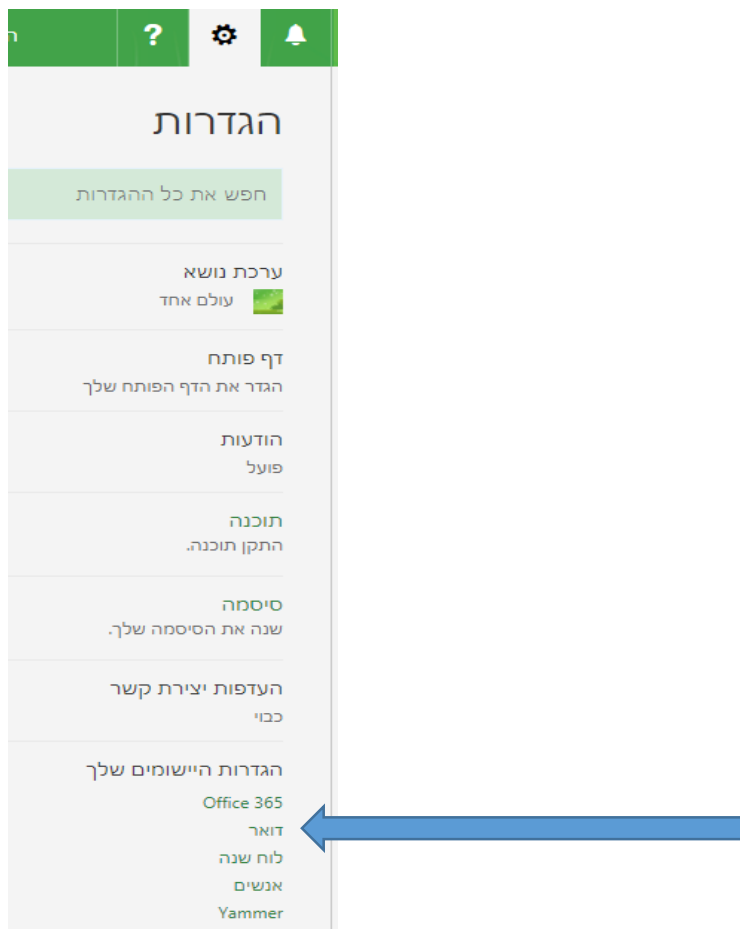 ?
הגדרות
חפש את כל ההגדרות
ערכת נושא
עולם אחד
דף פותח
הגדר את הדף הפותח שלך
הודעות
פועל
תוכנה
התקן תוכנה.
סיסמה
שנה את הסיסמה שלך.
העדפות יצירת קשר
כבוי
הגדרות היישומים שלך
Office 365
דואר
לוח שנה
אנשים
Yammer